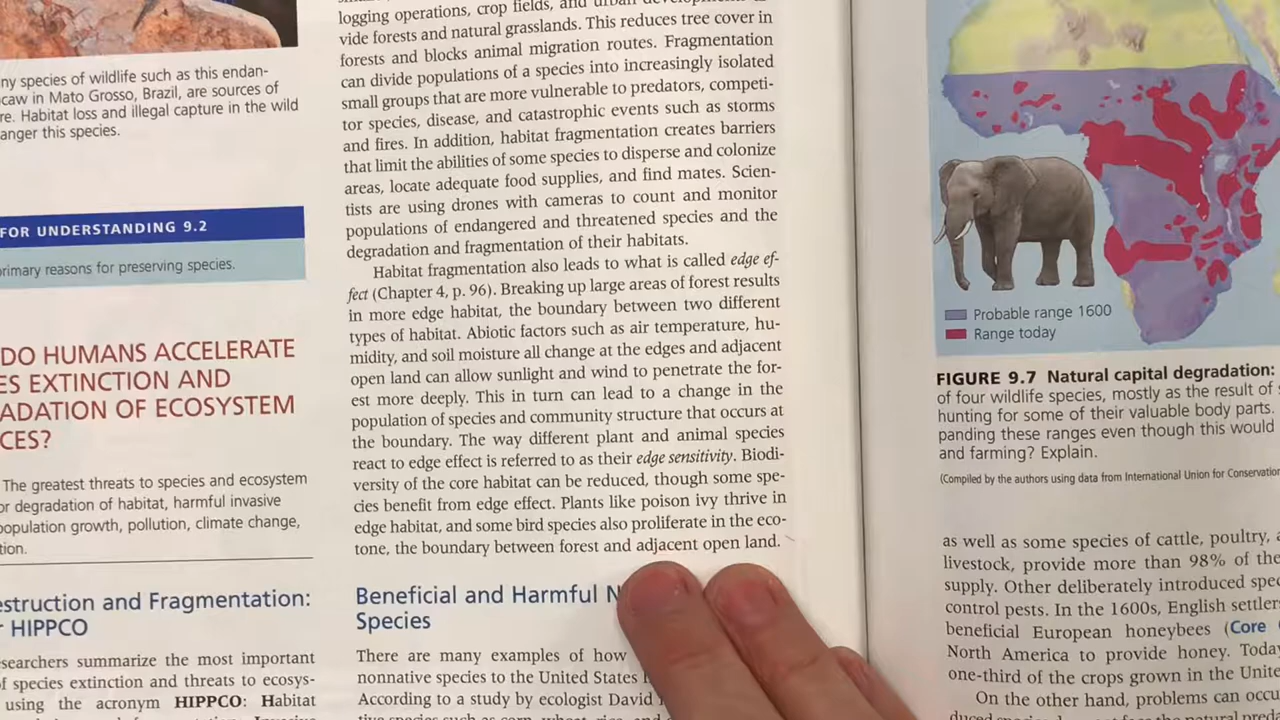 ny species of wildlife such as this endan-
caw in Mato Grosso, Brazil, are sources of
re. Habitat loss and illegal capture in the wild
anger this species.
FOR UNDERSTANDING 9.2
primary reasons for preserving species.
DO HUMANS ACCELERATE
ES EXTINCTION AND
ADATION OF ECOSYSTEM
CES?
The greatest threats to species and ecosystem
or degradation of habitat, harmful invasive
population growth, pollution, climate change,
tion.
estruction and Fragmentation:
r HIPPCO
searchers summarize the most important
f species extinction and threats to ecosys-
using the acronym HIPPCO: Habitat
logging operations, crop fields, and urban
vide forests and natural grasslands. This reduces tree cover in
forests and blocks animal migration routes. Fragmentation
can divide populations of a species into increasingly isolated
small groups that are more vulnerable to predators, competi-
tor species, disease, and catastrophic events such as storms
and fires. In addition, habitat fragmentation creates barriers
that limit the abilities of some species to disperse and colonize
areas, locate adequate food supplies, and find mates. Scien-
tists are using drones with cameras to count and monitor
populations of endangered and threatened species and the
degradation and fragmentation of their habitats.
Habitat fragmentation also leads to what is called edge ef-
fect (Chapter 4, p. 96). Breaking up large areas of forest results
in more edge habitat, the boundary between two different
types of habitat. Abiotic factors such as air temperature, hu-
midity, and soil moisture all change at the edges and adjacent
open land can allow sunlight and wind to penetrate the for-
est more deeply. This in turn can lead to a change in the
population of species and community structure that occurs at
the boundary. The way different plant and animal species
react to edge effect is referred to as their edge sensitivity. Biodi-
versity of the core habitat can be reduced, though some spe-
cies benefit from edge effect. Plants like poison ivy thrive in
edge habitat, and some bird species also proliferate in the eco-
tone, the boundary between forest and adjacent open land.
Beneficial and Harmful N
Species
There are many examples of how
nonnative species to the United States
According to a study by ecologist David
Probable range 1600
Range today
FIGURE 9.7 Natural capital degradation:
of four wildlife species, mostly as the result of
hunting for some of their valuable body parts.
panding these ranges even though this would
and farming? Explain.
(Compiled by the authors using data from International Union for Conservation
as well as some species of cattle, poultry,
livestock, provide more than 98% of the
supply. Other deliberately introduced spe
control pests. In the 1600s, English settler
beneficial European honeybees (Core
North America to provide honey. Today
one-third of the crops grown in the Unite
On the other hand, problems can occu